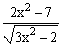 2x² − 7
√3x² − 2